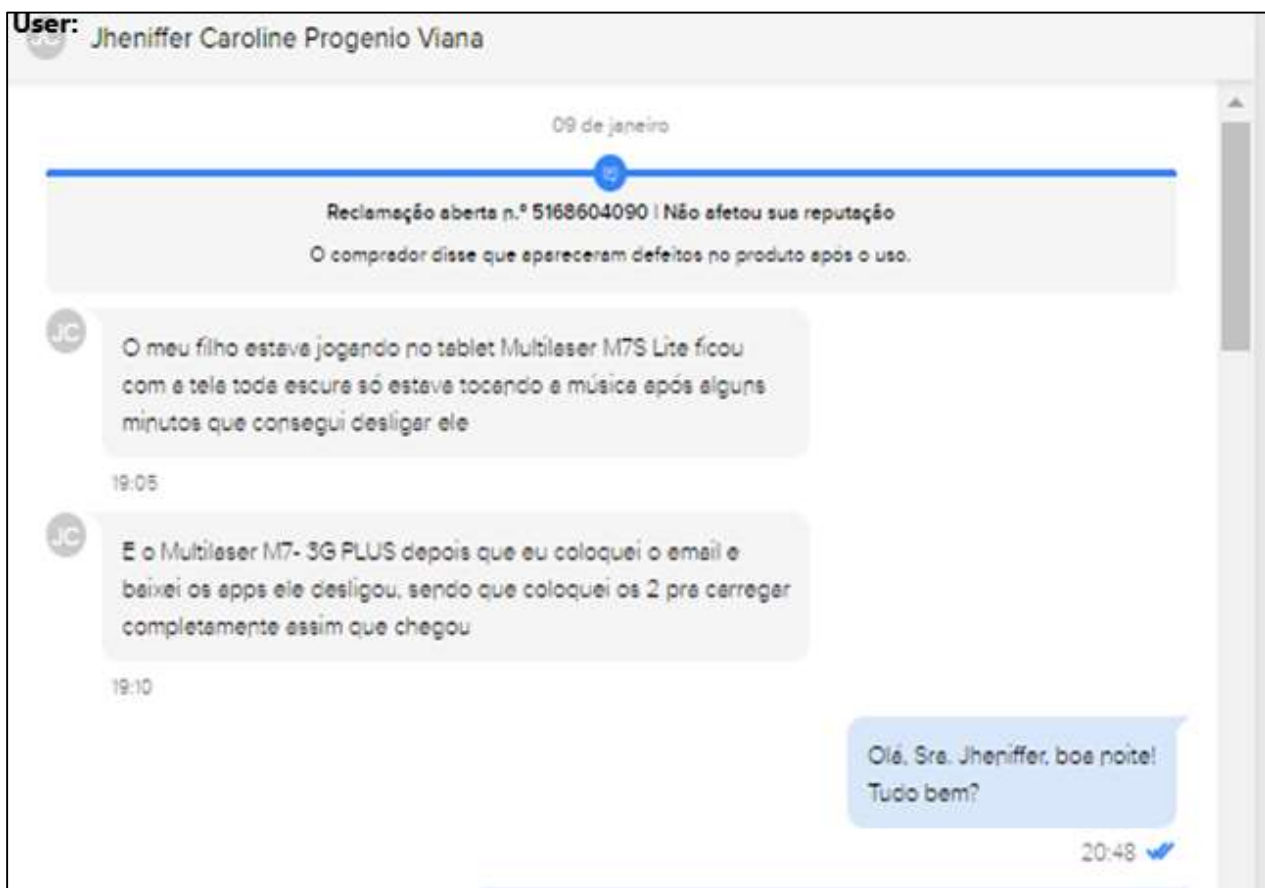 User:
JC Jheniffer Caroline Progenio Viana
09 de janeiro
Reclamação aberta n.º 5168604090 | Não afetou sua reputação
O comprador disse que apareceram defeitos no produto após o uso.
JC
O meu filho estava jogando no tablet Multilaser M7S Lite ficou
com a tela toda escura só estava tocando a música após alguns
minutos que consegui desligar ele
19:05
JC
E o Multilaser M7- 3G PLUS depois que eu coloquei o email e
baixei os apps ele desligou, sendo que coloquei os 2 pra carregar
completamente assim que chegou
19:10
Olá, Sra. Jheniffer, boa noite!
Tudo bem?
20:48